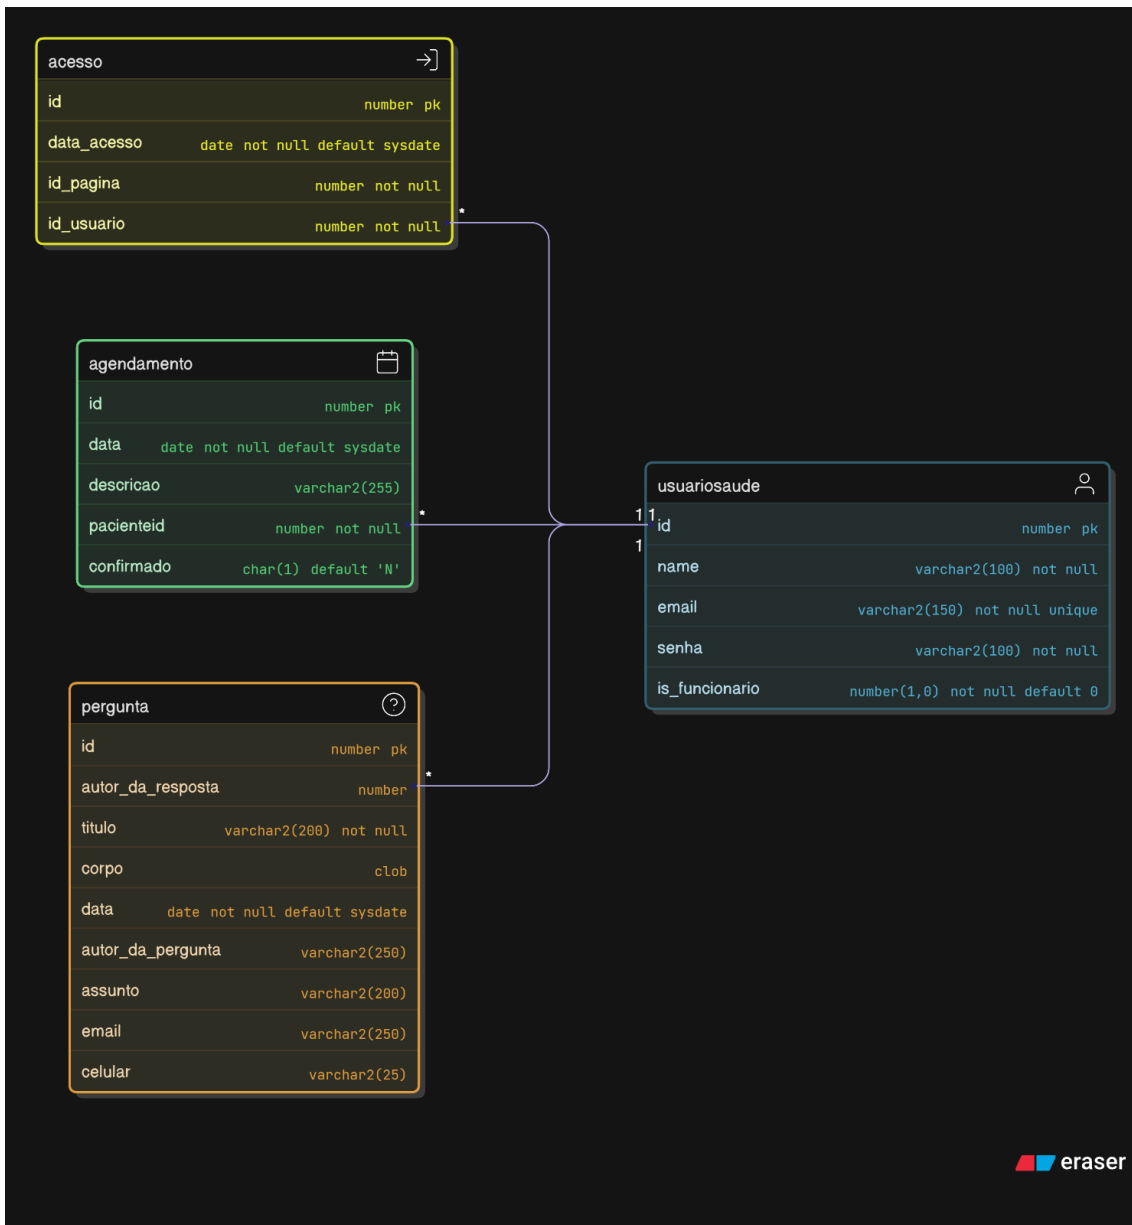 acesso
id number pk
data_acesso date not null default sysdate
id_pagina number not null
id_usuario number not null
*
agendamento
id number pk
data date not null default sysdate
descricao varchar2(255)
pacienteid number not null
*
confirmado char(1) default 'N'
usuariosaude
1 1
id number pk
1
name varchar2(100) not null
email varchar2(150) not null unique
senha varchar2(100) not null
is_funcionario number(1,0) not null default 0
pergunta
id number pk
*
autor_da_resposta number
titulo varchar2(200) not null
corpo clob
data date not null default sysdate
autor_da_pergunta varchar2(250)
assunto varchar2(200)
email varchar2(250)
celular varchar2(25)
eraser